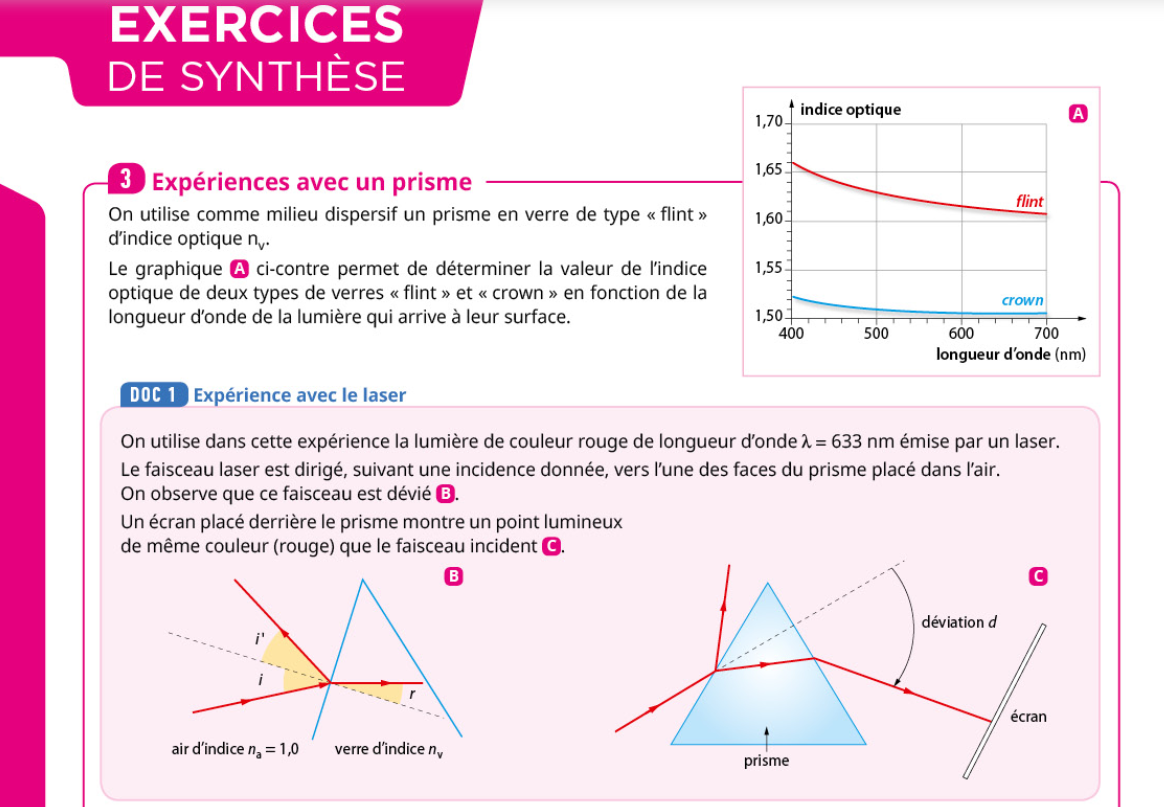 EXERCICES
DE SYNTHÈSE
3 Expériences avec un prisme
On utilise comme milieu dispersif un prisme en verre de type « flint »
d’indice optique nᵥ.
Le graphique A ci-contre permet de déterminer la valeur de l’indice
optique de deux types de verres « flint » et « crown » en fonction de la
longueur d’onde de la lumière qui arrive à leur surface.
indice optique
A
1,70
1,65
1,60
1,55
1,50
flint
crown
400 500 600 700
longueur d’onde (nm)
DOC 1 Expérience avec le laser
On utilise dans cette expérience la lumière de couleur rouge de longueur d’onde λ = 633 nm émise par un laser.
Le faisceau laser est dirigé, suivant une incidence donnée, vers l’une des faces du prisme placé dans l’air.
On observe que ce faisceau est dévié B.
Un écran placé derrière le prisme montre un point lumineux
de même couleur (rouge) que le faisceau incident C.
B
i'
i
r
air d’indice nₐ = 1,0
verre d’indice nᵥ
C
déviation d
écran
prisme